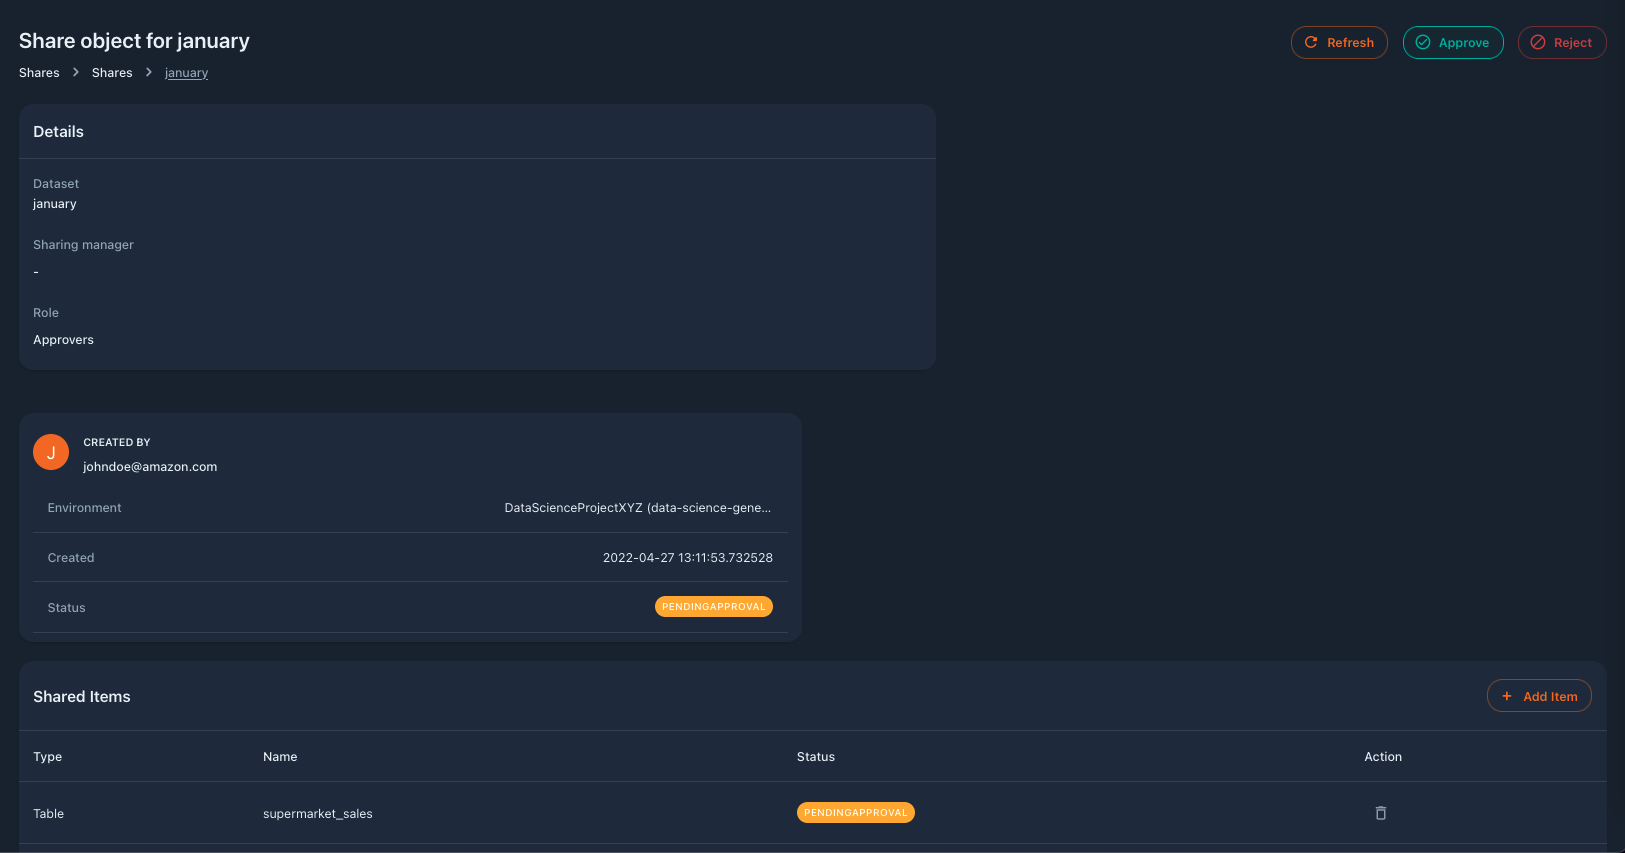 Share object for january
Refresh
Approve
Reject
Shares
Shares
january
Details
Dataset
january
Sharing manager
-
Role
Approvers
J
CREATED BY
johndoe@amazon.com
Environment
DataScienceProjectXYZ (data-science-gene...
Created
2022-04-27 13:11:53.732528
Status
PENDINGAPPROVAL
Shared Items
+ Add Item
Type Name Status Action
Table supermarket_sales PENDINGAPPROVAL